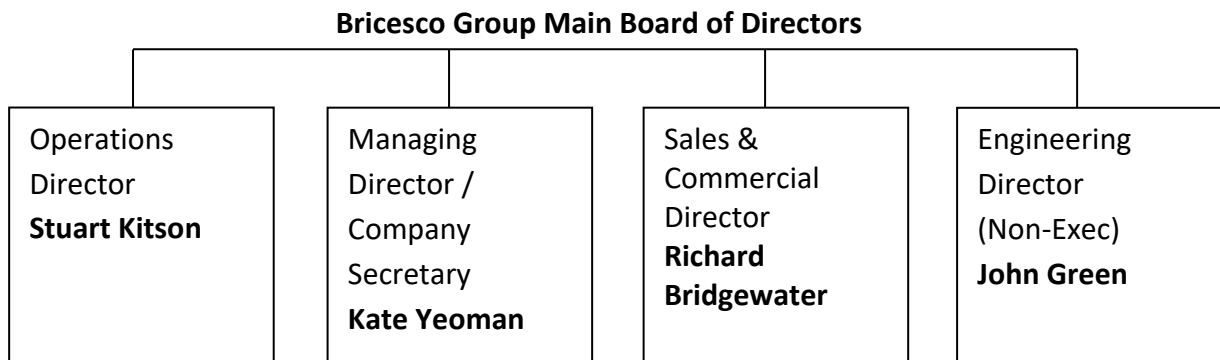 Bricesco Group Main Board of Directors
Operations
Director
Stuart Kitson
Managing
Director /
Company
Secretary
Kate Yeoman
Sales &
Commercial
Director
Richard
Bridgewater
Engineering
Director
(Non-Exec)
John Green